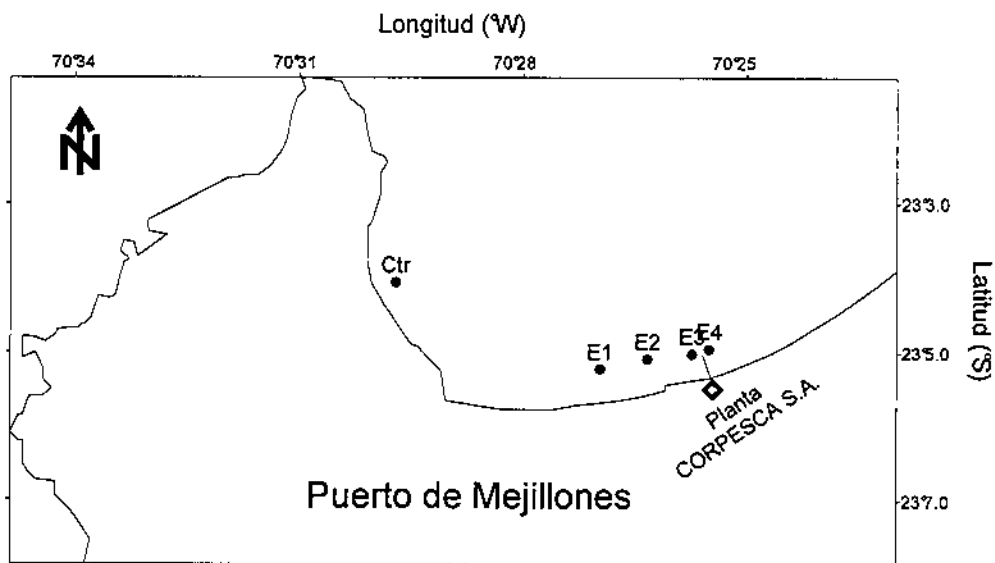 Longitud (°W)
70°34 70°31 70°28 70°25
N
23°3.0
Ctr
Latitud (°S)
E1 E2 E3 E4
23°5.0
Planta
CORPESCA S.A.
Puerto de Mejillones
23°7.0